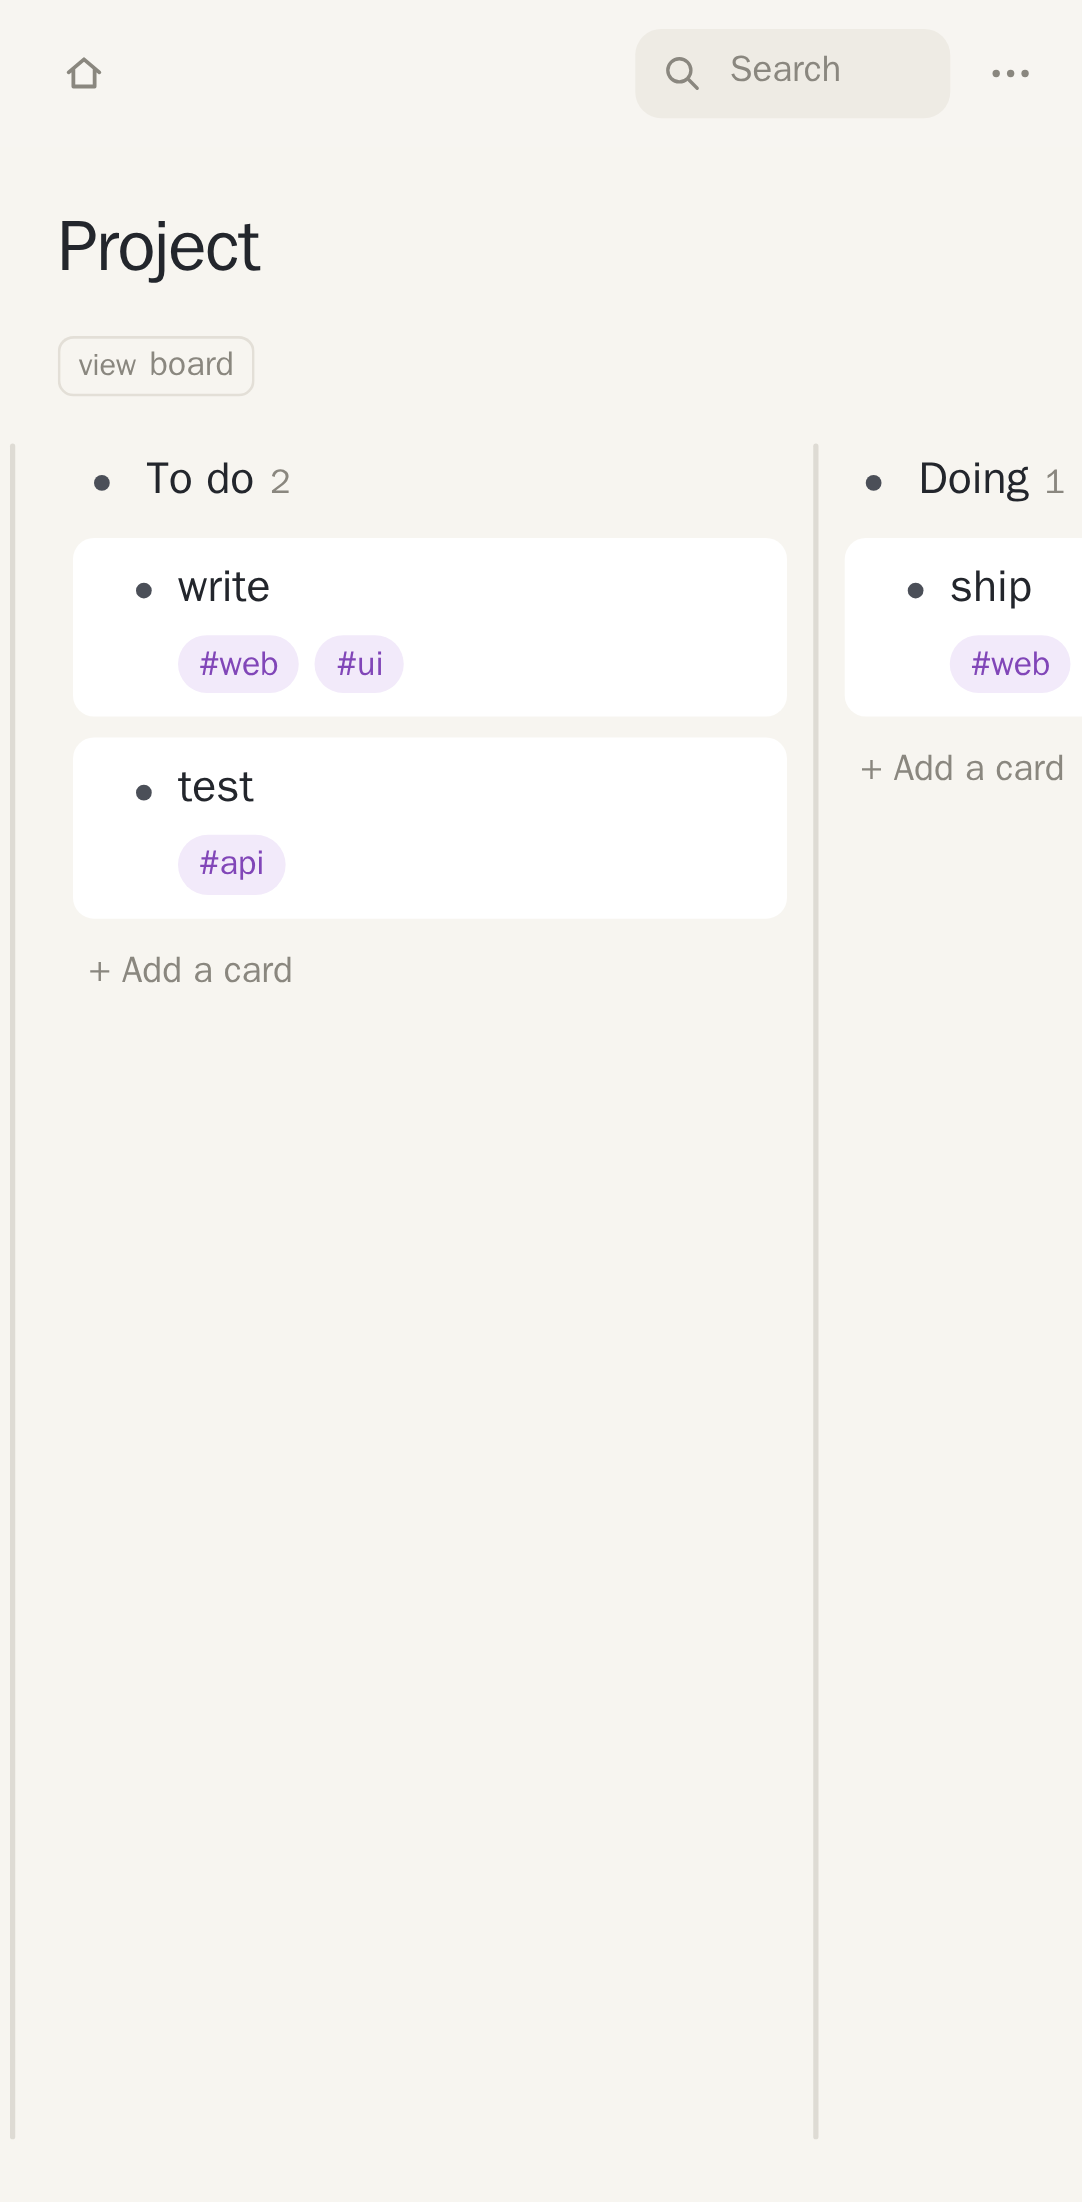 Search
Project
view board
To do 2
write
#web #ui
test
#api
+ Add a card
Doing 1
ship
#web
+ Add a card